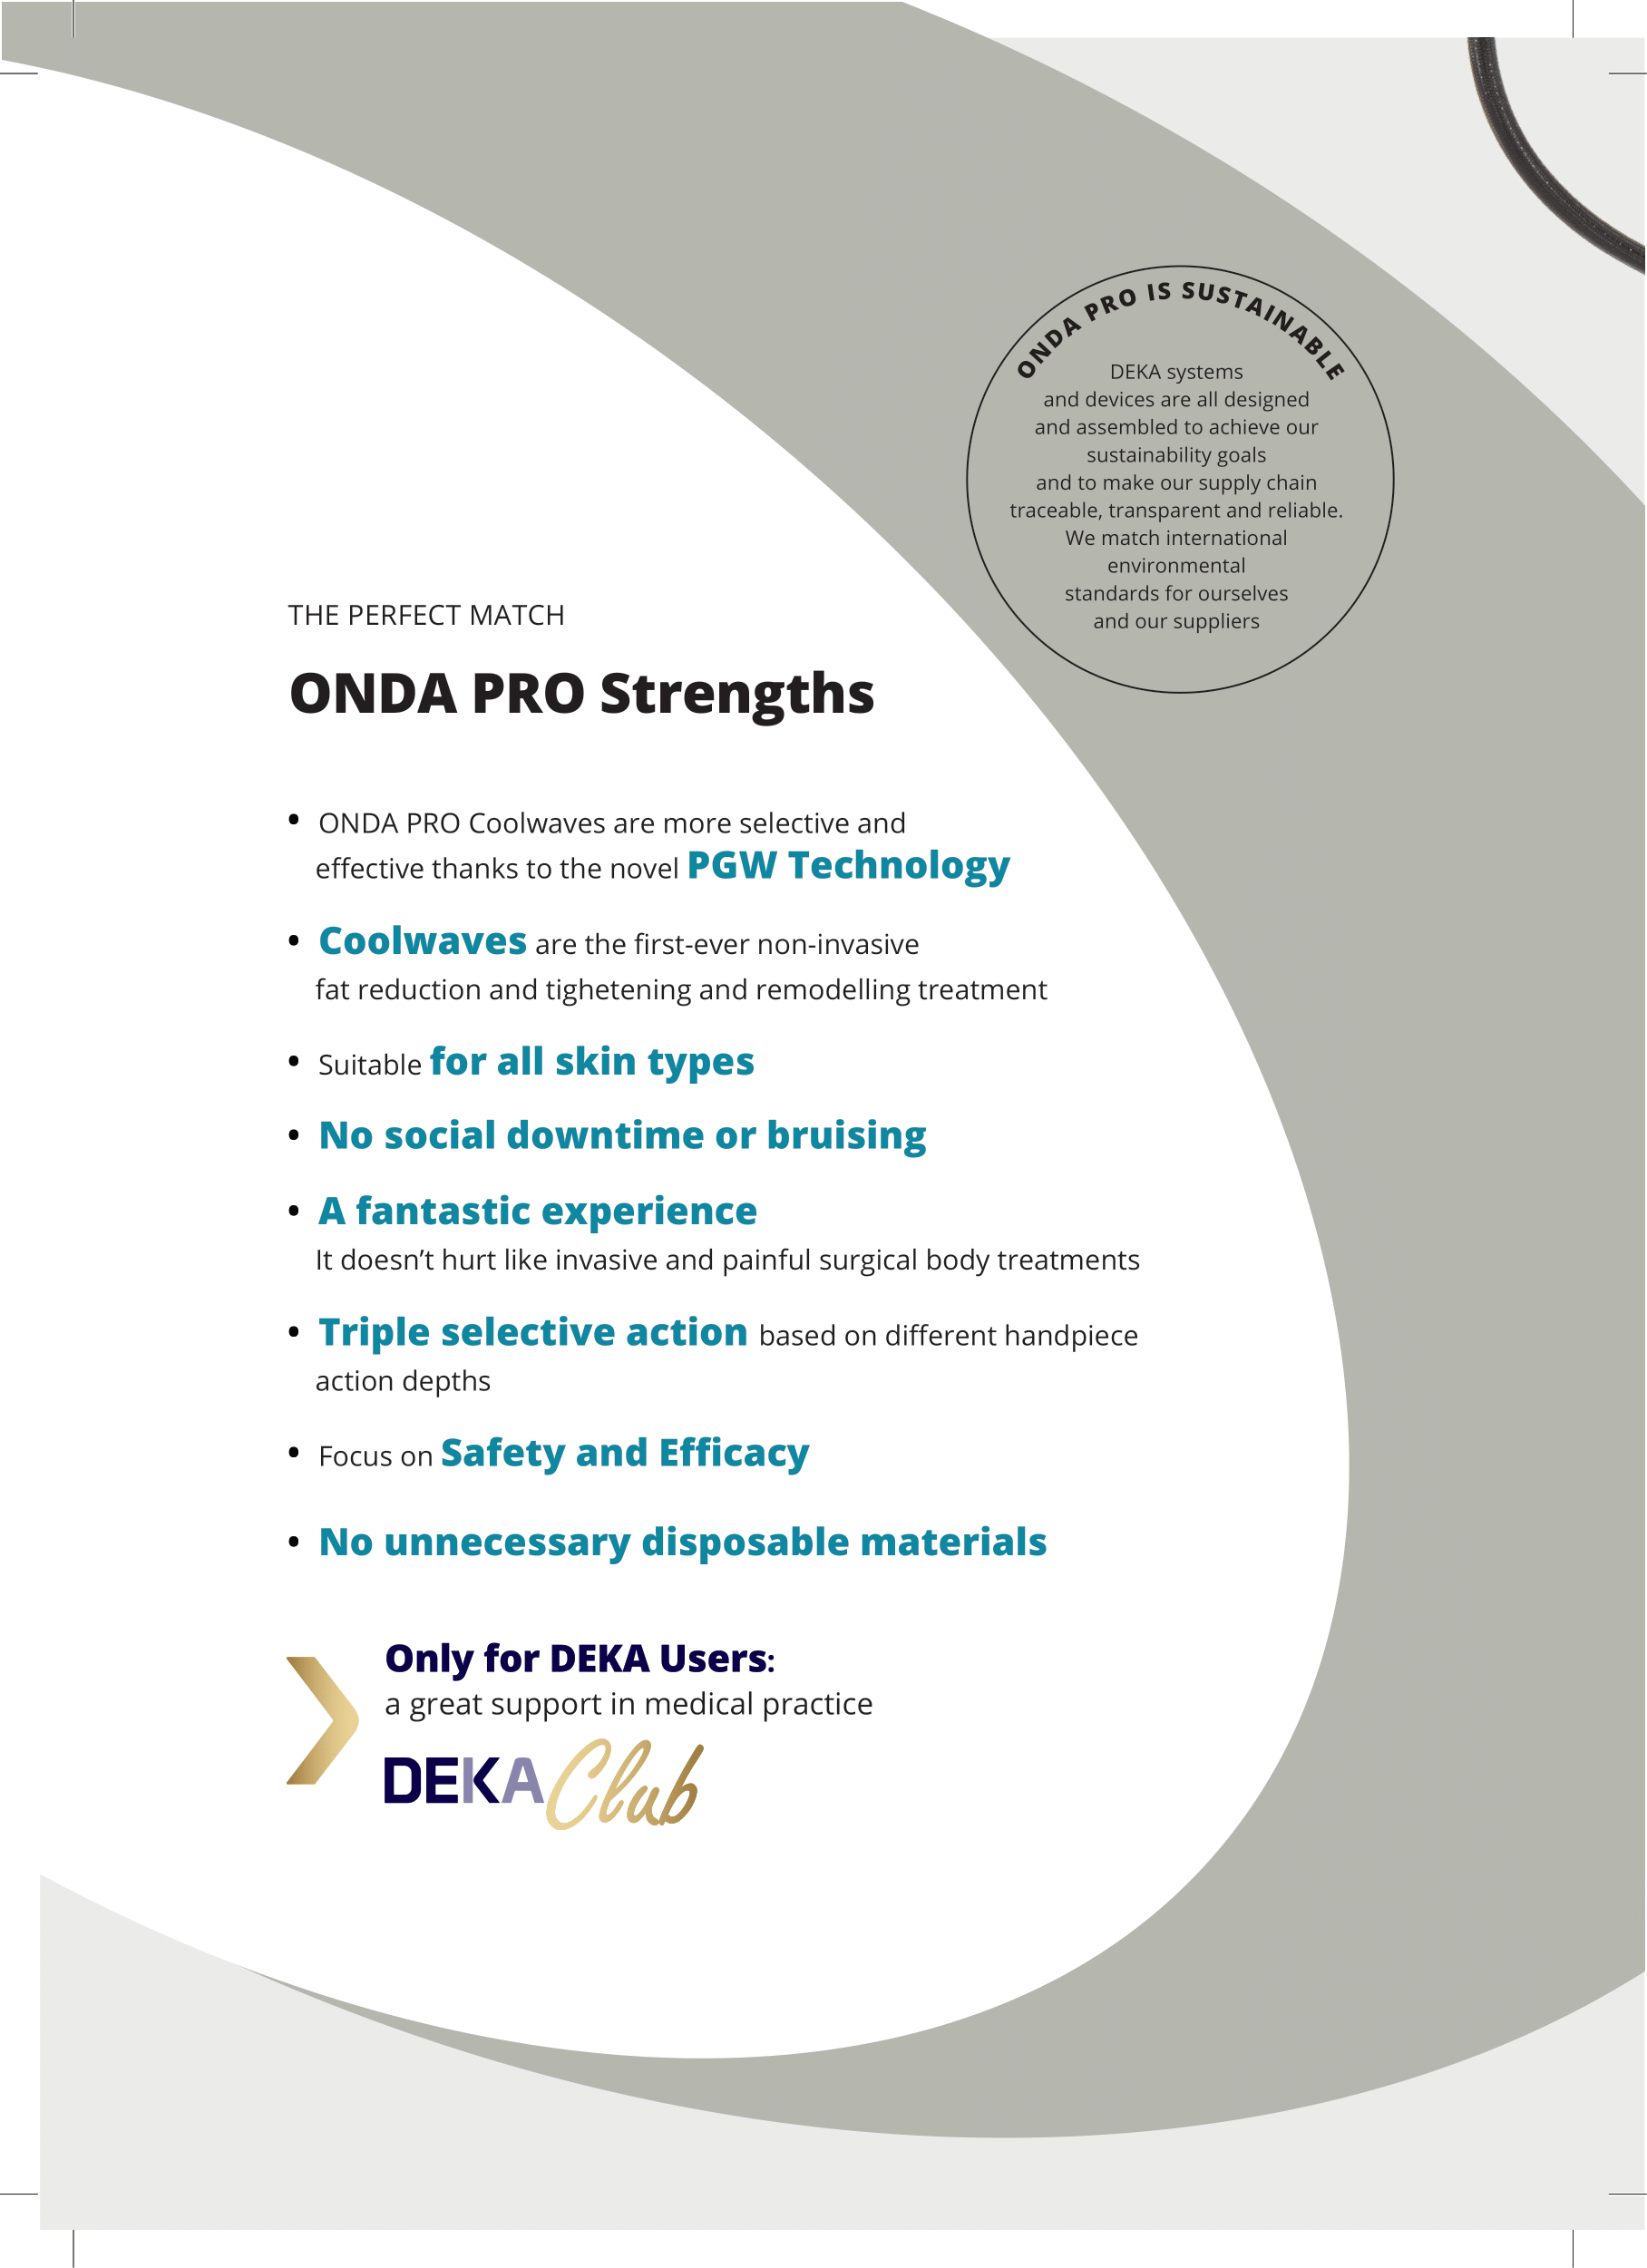 ONDA PRO IS SUSTAINABLE
DEKA systems
and devices are all designed
and assembled to achieve our
sustainability goals
and to make our supply chain
traceable, transparent and reliable.
We match international
environmental
standards for ourselves
and our suppliers
THE PERFECT MATCH
ONDA PRO Strengths
• ONDA PRO Coolwaves are more selective and
effective thanks to the novel PGW Technology
• Coolwaves are the first-ever non-invasive
fat reduction and tighetening and remodelling treatment
• Suitable for all skin types
• No social downtime or bruising
• A fantastic experience
It doesn’t hurt like invasive and painful surgical body treatments
• Triple selective action based on different handpiece
action depths
• Focus on Safety and Efficacy
• No unnecessary disposable materials
Only for DEKA Users:
a great support in medical practice
DEKA Club